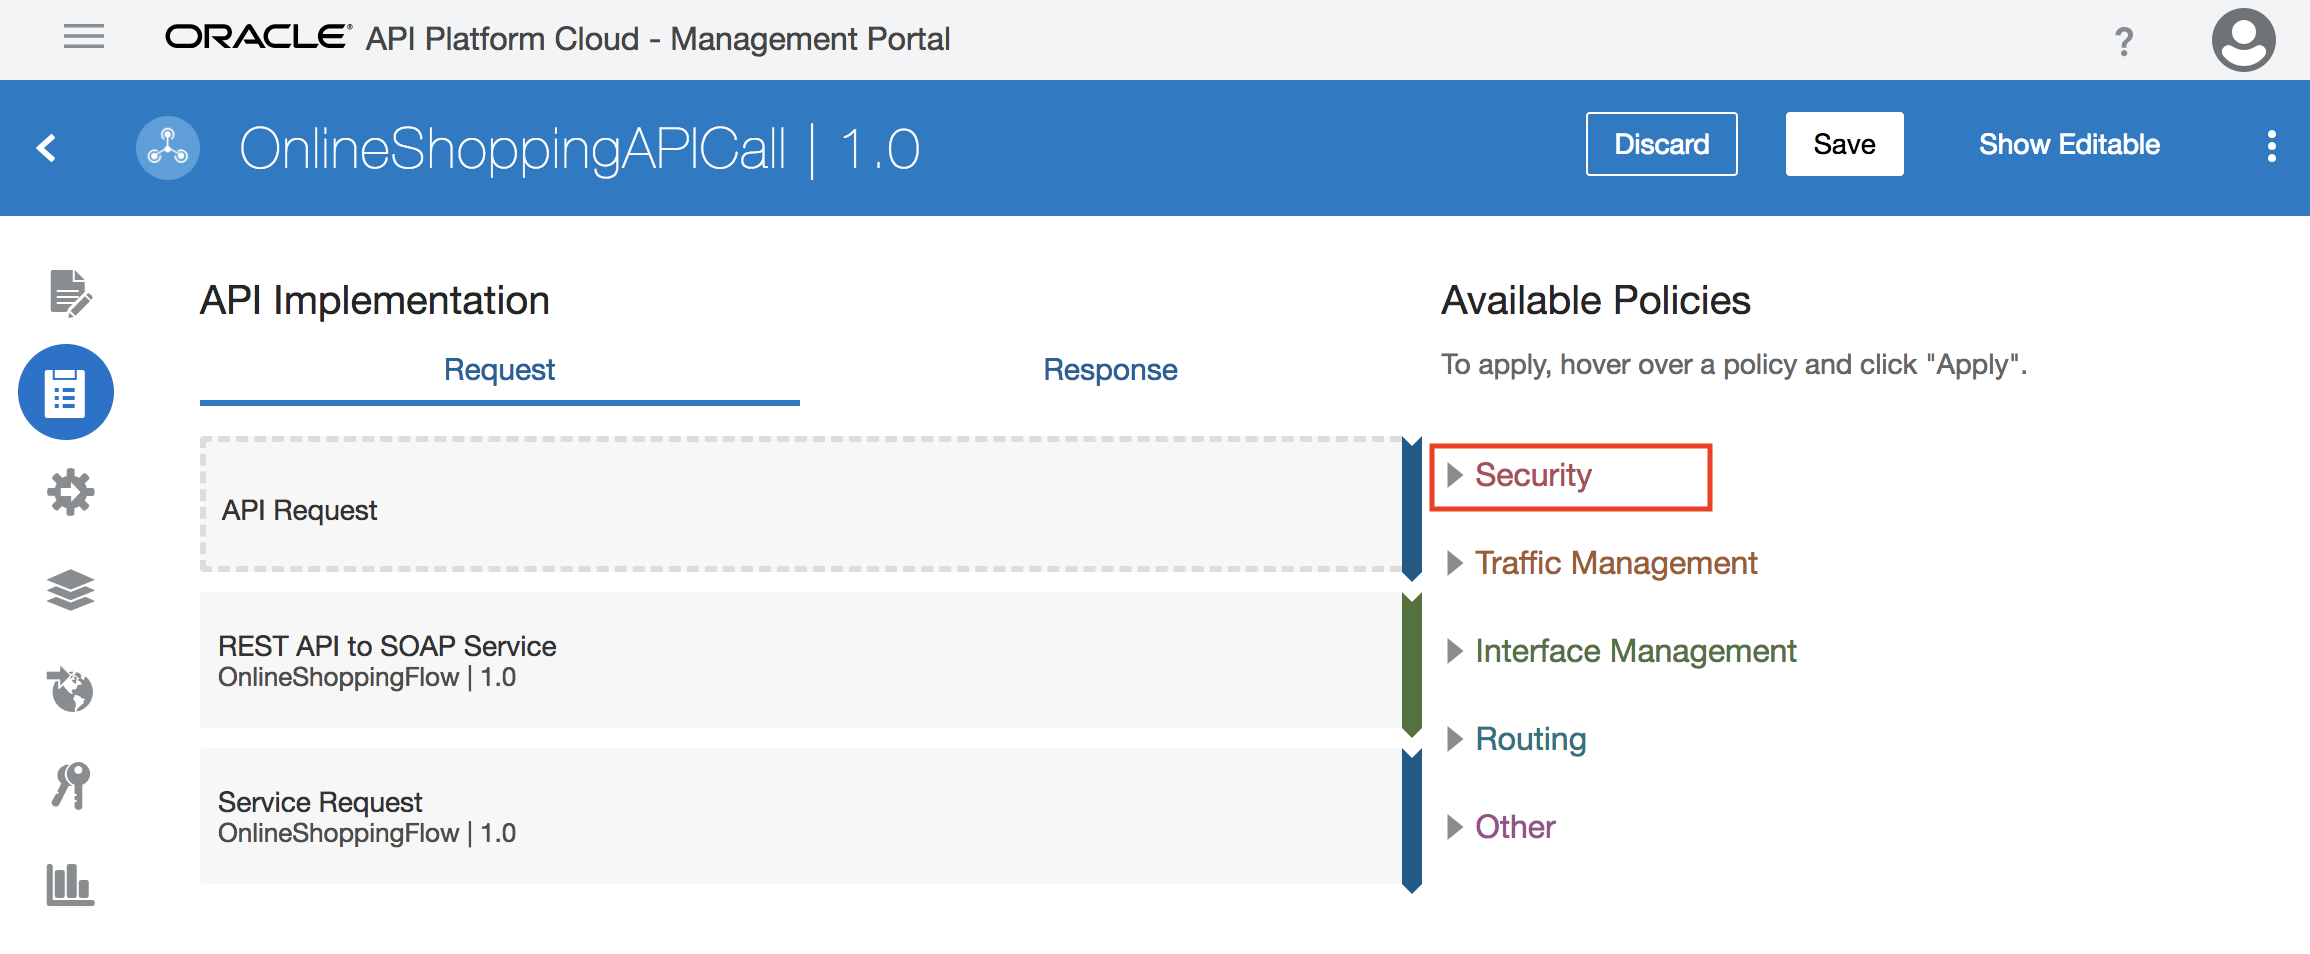 ORACLE® API Platform Cloud - Management Portal
?
OnlineShoppingAPICall | 1.0
Discard
Save
Show Editable
API Implementation
Request
Response
API Request
REST API to SOAP Service
OnlineShoppingFlow | 1.0
Service Request
OnlineShoppingFlow | 1.0
Available Policies
To apply, hover over a policy and click "Apply".
Security
Traffic Management
Interface Management
Routing
Other